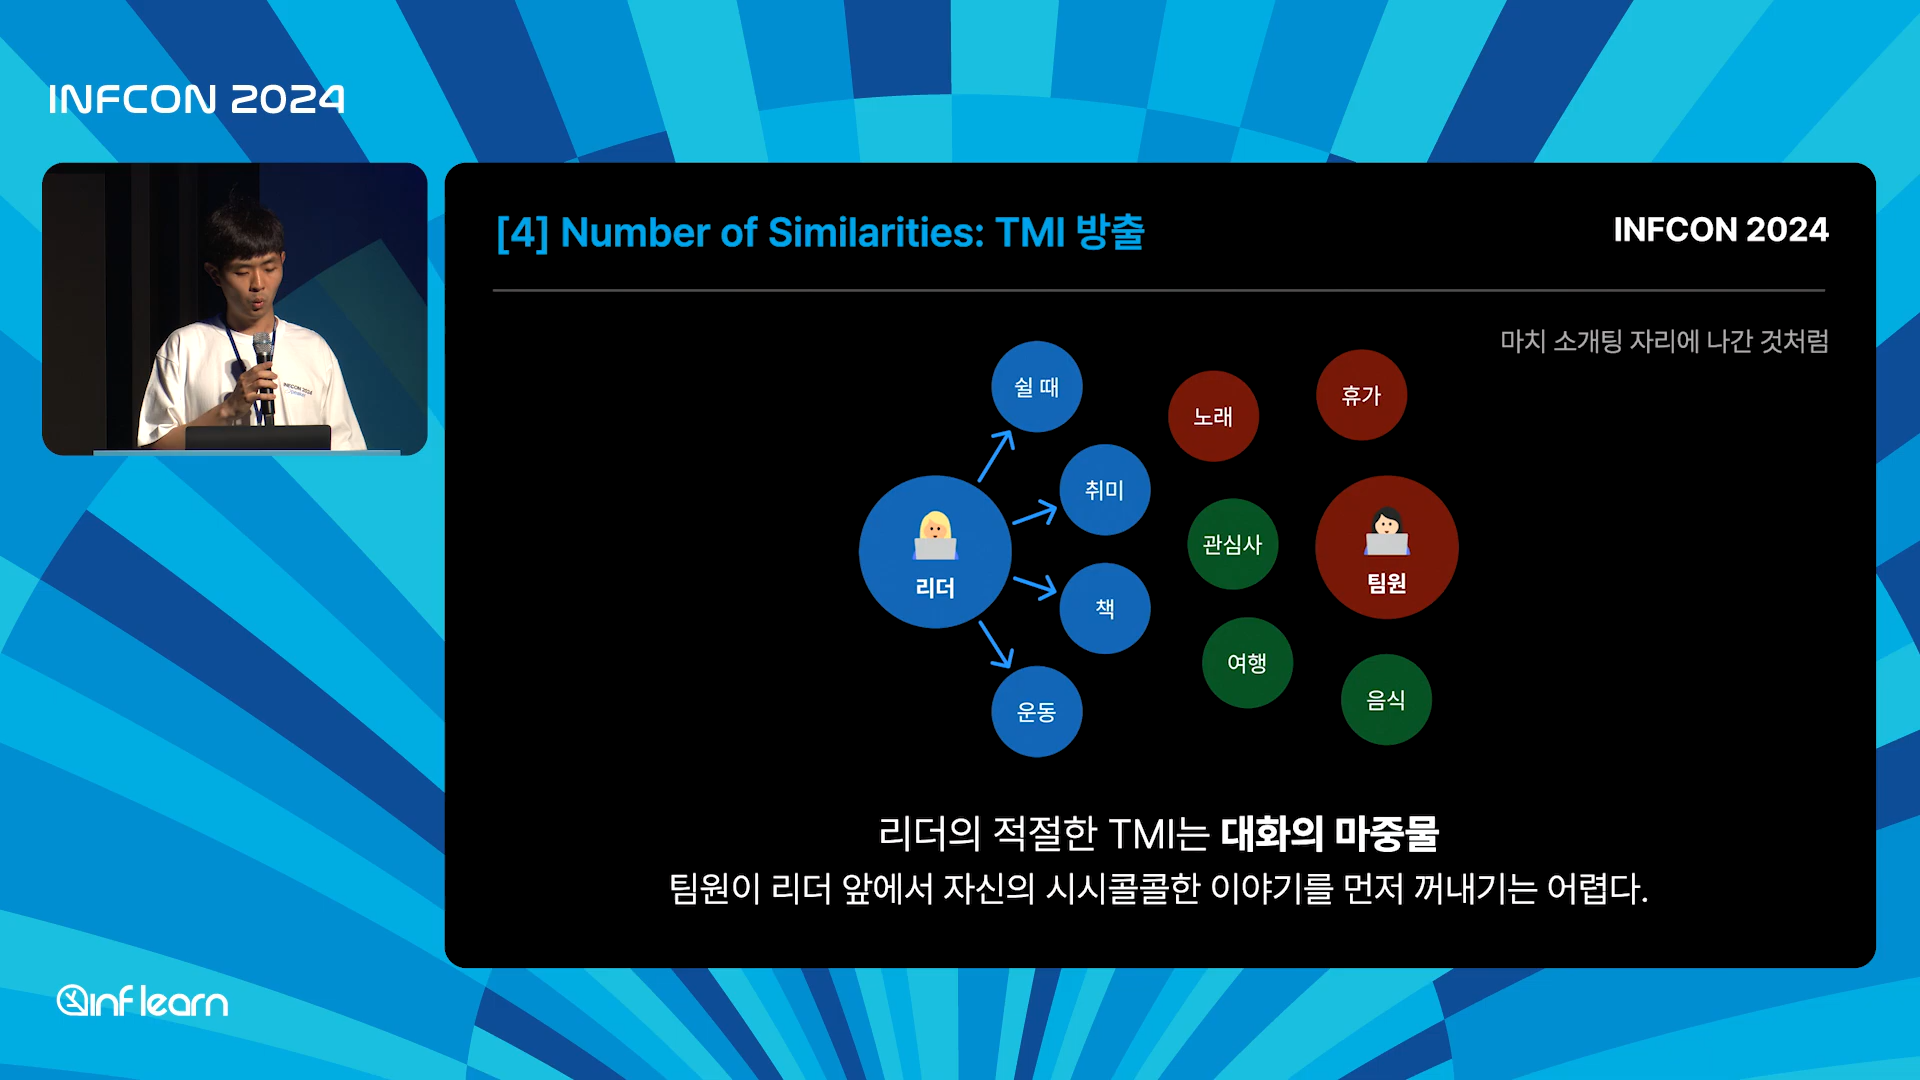 INFCON 2024
[4] Number of Similarities: TMI 방출
INFCON 2024
마치 소개팅 자리에 나간 것처럼
쉴 때
노래
휴가
취미
관심사
리더
팀원
책
여행
음식
운동
리더의 적절한 TMI는 대화의 마중물
팀원이 리더 앞에서 자신의 시시콜콜한 이야기를 먼저 꺼내기는 어렵다.
INFCON 2024
inflearn